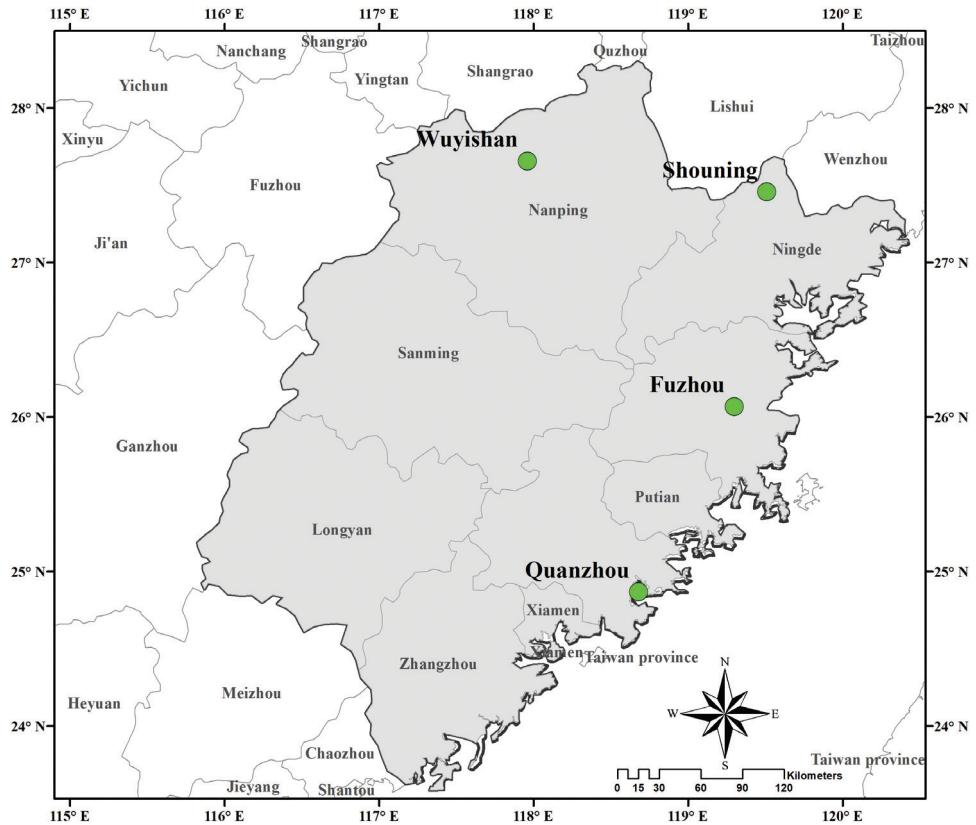 115° E 116° E 117° E 118° E 119° E 120° E
Shangrao
Nanchang
Quzhou
Taizhou
Yichun
Yingtan
Shangrao
28° N
Lishui
28° N
Xinyu
Wuyishan
Wenzhou
Shouning
Fuzhou
Nanping
Ji'an
Ningde
27° N
27° N
Sanming
Fuzhou
26° N
26° N
Ganzhou
Putian
Longyan
Quanzhou
25° N
25° N
Xiamen
Xiamen
Taiwan province
Zhangzhou
N
Meizhou
Heyuan
W
E
24° N
24° N
Chaozhou
S
Taiwan province
Kilometers
Jieyang
Shantou
0 15 30 60 90 120
115° E 116° E 117° E 118° E 119° E 120° E